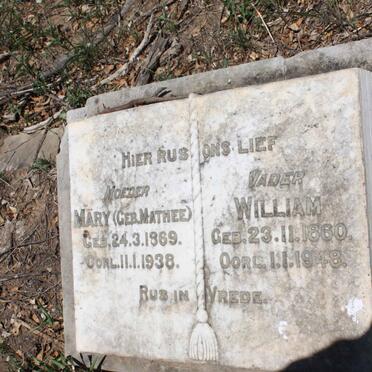 HIER RUS ONS LIEF
MOEDER VADER
MARY (GEB. MATHEE) WILLIAM
GEB. 24.3.1869. GEB. 23.11.1860.
OORL. 11.1.1938. OORL. 1.1.1948.
RUS IN VREDE.